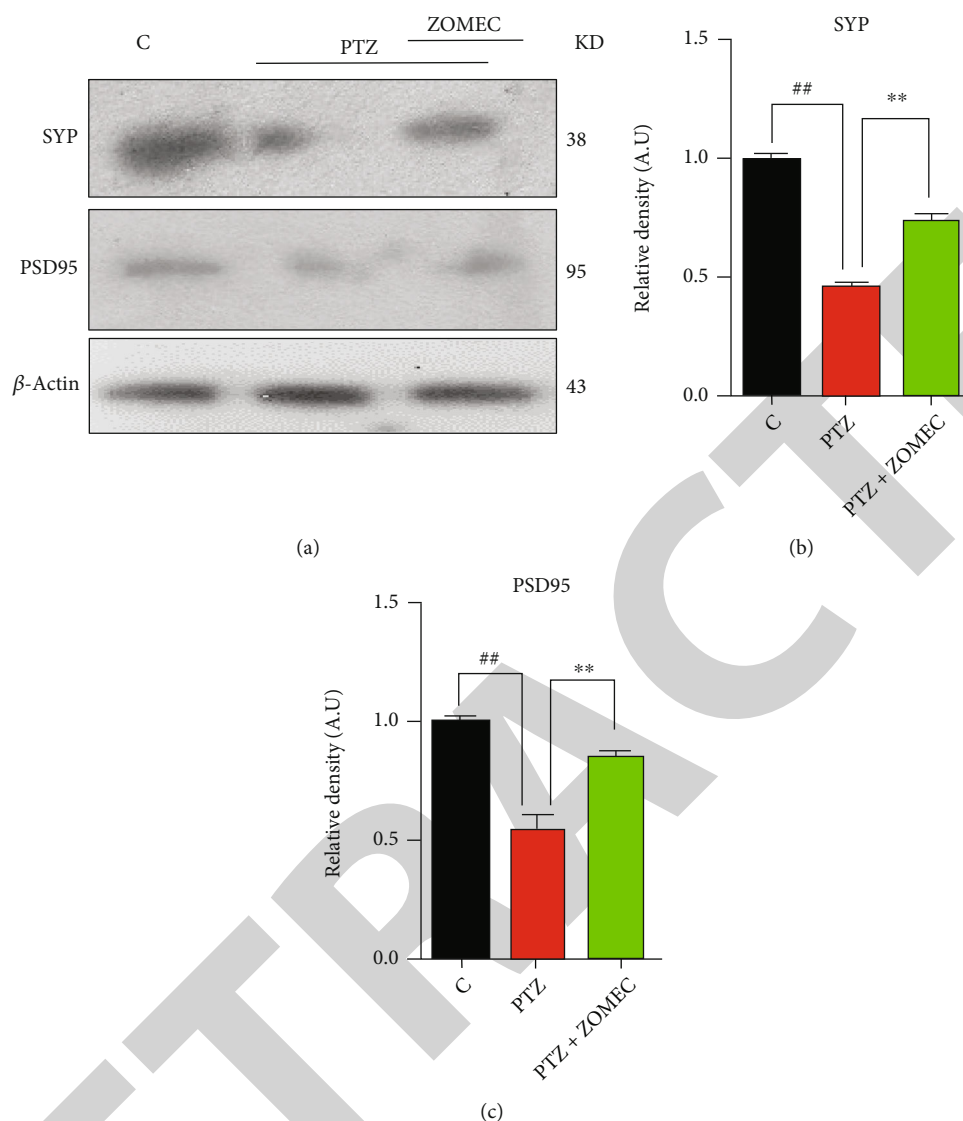 C
PTZ
ZOMEC
KD
SYP
38
PSD95
95
β-Actin
43
(a)
SYP
Relative density (A.U)
1.5
1.0
0.5
0.0
##
**
C
PTZ
PTZ + ZOMEC
(b)
PSD95
Relative density (A.U)
1.5
1.0
0.5
0.0
##
**
C
PTZ
PTZ + ZOMEC
(c)